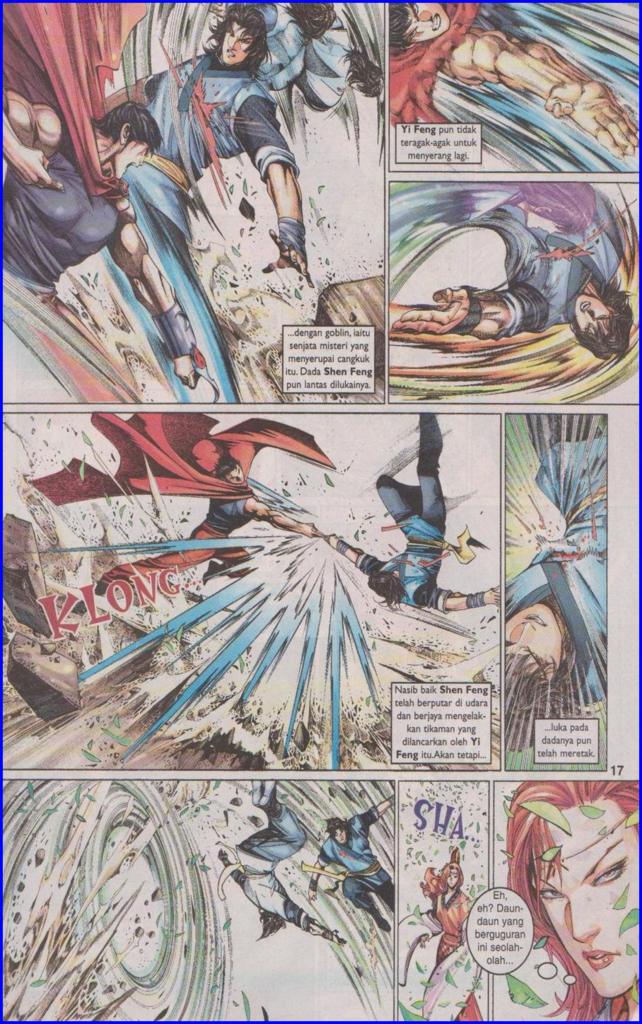 ...dengan goblin, iaitu
senjata misteri yang
menyerupai cangkuk
itu. Dada Shen Feng
pun lantas dilukainya.
Yi Feng pun tidak
teragak-agak untuk
menyerang lagi.
KLONG...
Nasib baik Shen Feng
telah berputar di udara
dan berjaya mengelak-
kan tikaman yang
dilancarkan oleh Yi
Feng itu.Akan tetapi...
...luka pada
dadanya pun
telah meretak.
17
SHA...
Eh,
eh? Daun-
daun yang
berguguran
ini seolah-
olah...